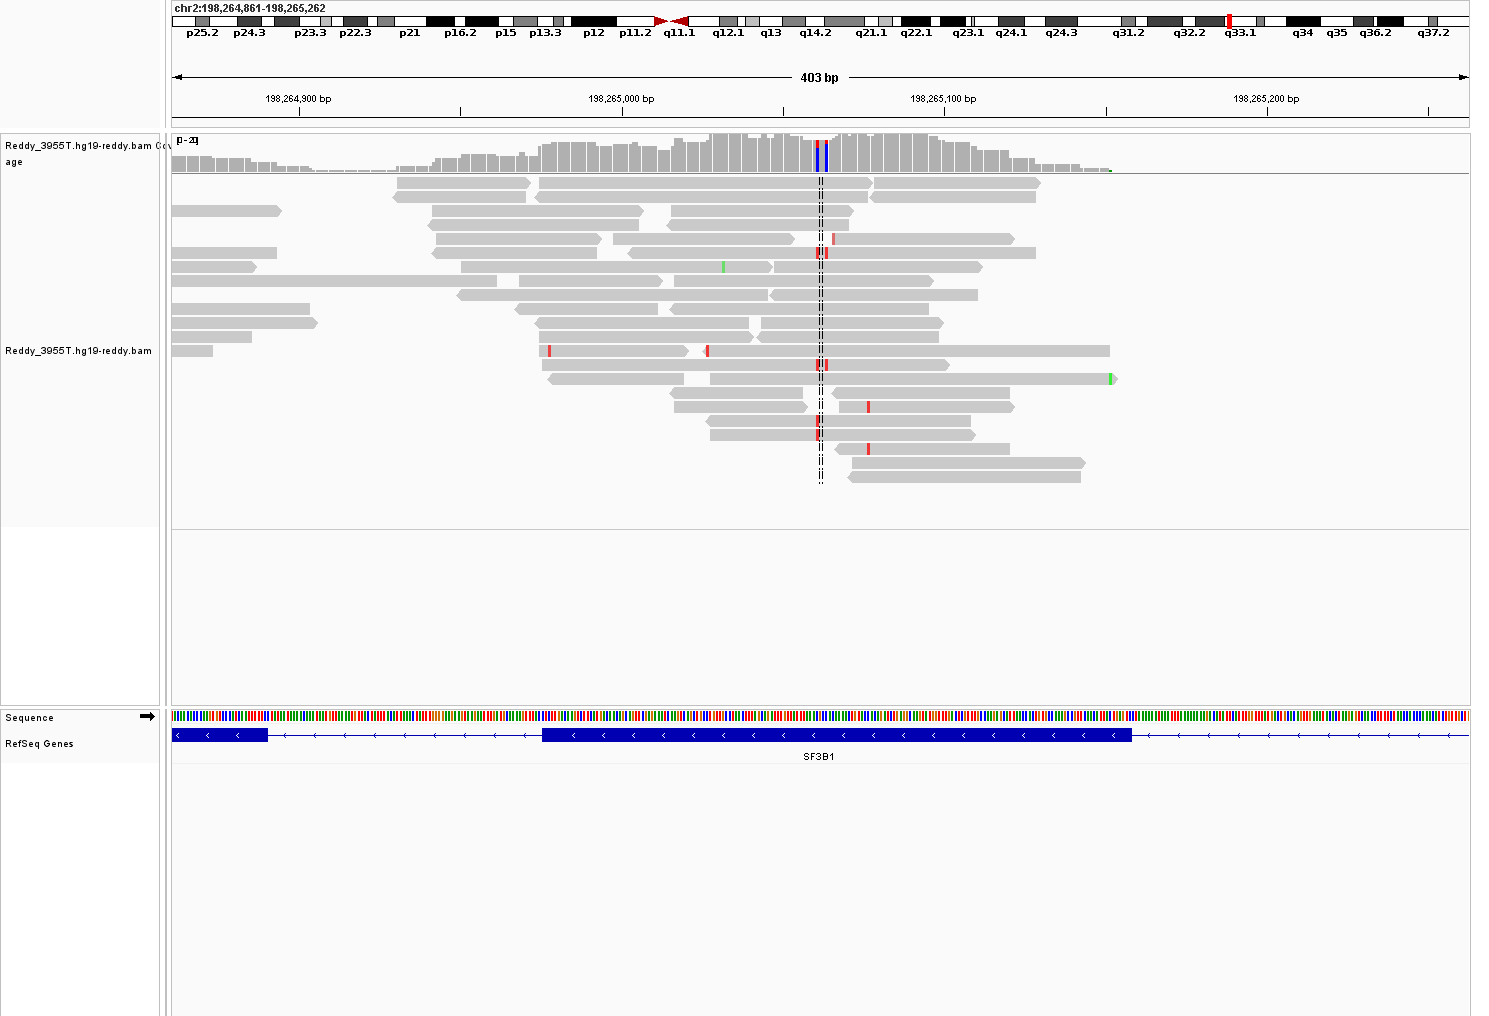 chr2:198,264,861-198,265,262
p25.2 p24.3 p23.3 p22.3 p21 p16.2 p15 p13.3 p12 p11.2 q11.1 q12.1 q13 q14.2 q21.1 q22.1 q23.1 q24.1 q24.3 q31.2 q32.2 q33.1 q34 q35 q36.2 q37.2
403 bp
198,264,900 bp 198,265,000 bp 198,265,100 bp 198,265,200 bp
[0 - 20]
Reddy_3955T.hg19-reddy.bam Cov
age
Reddy_3955T.hg19-reddy.bam
Sequence
RefSeq Genes
SF3B1